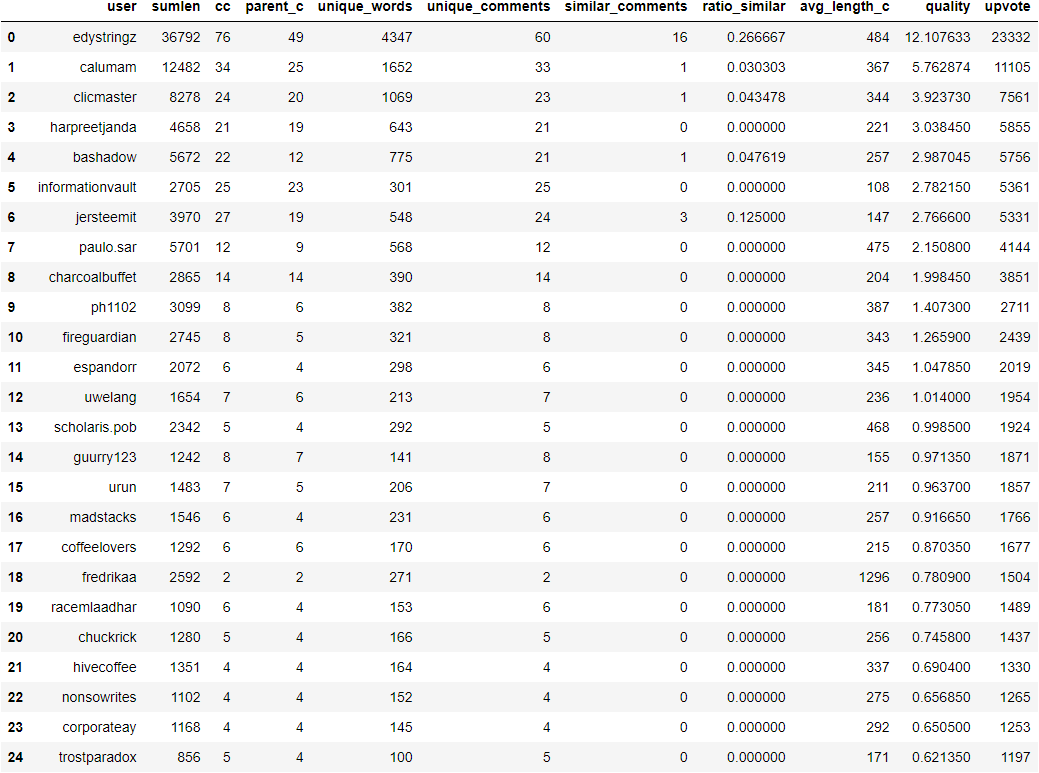 user sumlen cc parent_c unique_words unique_comments similar_comments ratio_similar avg_length_c quality upvote
0 edystringz 36792 76 49 4347 60 16 0.266667 484 12.107633 23332
1 calumam 12482 34 25 1652 33 1 0.030303 367 5.762874 11105
2 clicmaster 8278 24 20 1069 23 1 0.043478 344 3.923730 7561
3 harpreetjanda 4658 21 19 643 21 0 0.000000 221 3.038450 5855
4 bashadow 5672 22 12 775 21 1 0.047619 257 2.987045 5756
5 informationvault 2705 25 23 301 25 0 0.000000 108 2.782150 5361
6 jersteemit 3970 27 19 548 24 3 0.125000 147 2.766600 5331
7 paulo.sar 5701 12 9 568 12 0 0.000000 475 2.150800 4144
8 charcoalbuffet 2865 14 14 390 14 0 0.000000 204 1.998450 3851
9 ph1102 3099 8 6 382 8 0 0.000000 387 1.407300 2711
10 fireguardian 2745 8 5 321 8 0 0.000000 343 1.265900 2439
11 espandorr 2072 6 4 298 6 0 0.000000 345 1.047850 2019
12 uwelang 1654 7 6 213 7 0 0.000000 236 1.014000 1954
13 scholaris.pob 2342 5 4 292 5 0 0.000000 468 0.998500 1924
14 guurry123 1242 8 7 141 8 0 0.000000 155 0.971350 1871
15 urun 1483 7 5 206 7 0 0.000000 211 0.963700 1857
16 madstacks 1546 6 4 231 6 0 0.000000 257 0.916650 1766
17 coffeelovers 1292 6 6 170 6 0 0.000000 215 0.870350 1677
18 fredrikaa 2592 2 2 271 2 0 0.000000 1296 0.780900 1504
19 racemlaadhar 1090 6 4 153 6 0 0.000000 181 0.773050 1489
20 chuckrick 1280 5 4 166 5 0 0.000000 256 0.745800 1437
21 hivecoffee 1351 4 4 164 4 0 0.000000 337 0.690400 1330
22 nonsowrites 1102 4 4 152 4 0 0.000000 275 0.656850 1265
23 corporateay 1168 4 4 145 4 0 0.000000 292 0.650500 1253
24 trostparadox 856 5 4 100 5 0 0.000000 171 0.621350 1197